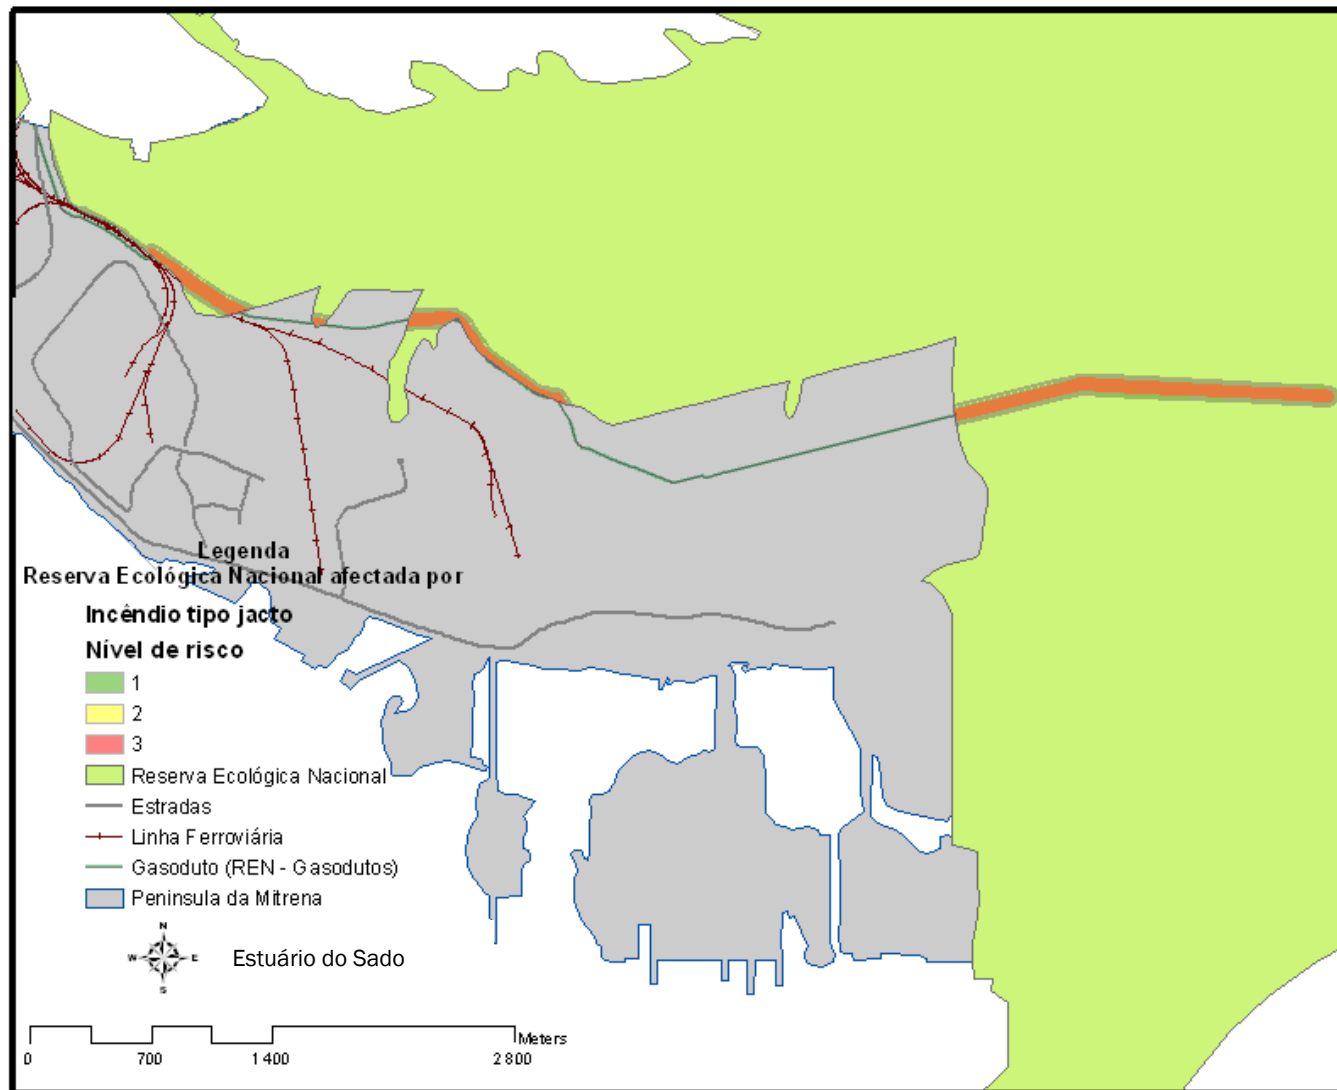 Legenda
Reserva Ecológica Nacional afectada por
Incêndio tipo jacto
Nível de risco
1
2
3
Reserva Ecológica Nacional
Estradas
Linha Ferroviária
Gasoduto (REN - Gasodutos)
Peninsula da Mitrena
N
W E
S
Estuário do Sado
Meters
0 700 1 400 2 800